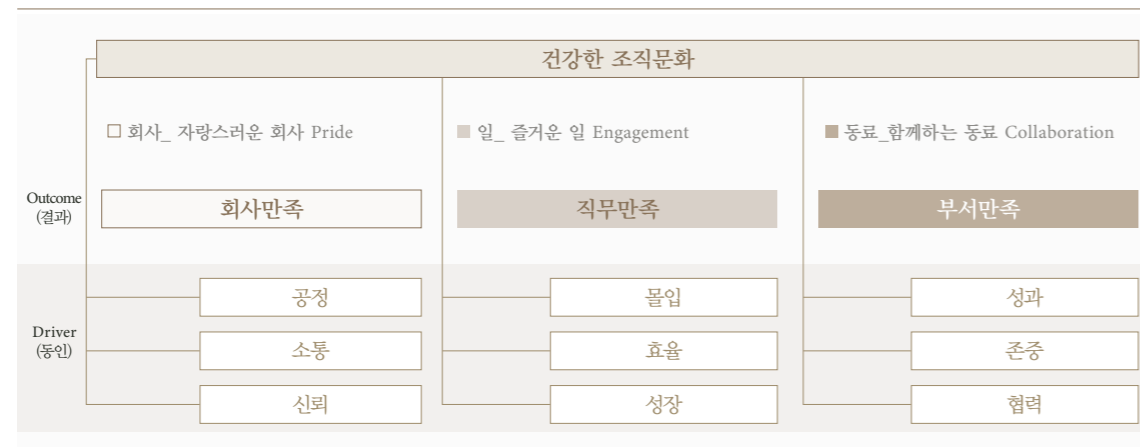 건강한 조직문화
□ 회사_ 자랑스러운 회사 Pride
■ 일_ 즐거운 일 Engagement
■ 동료_함께하는 동료 Collaboration
Outcome
(결과)
회사만족
직무만족
부서만족
Driver
(동인)
공정
몰입
성과
소통
효율
존중
신뢰
성장
협력